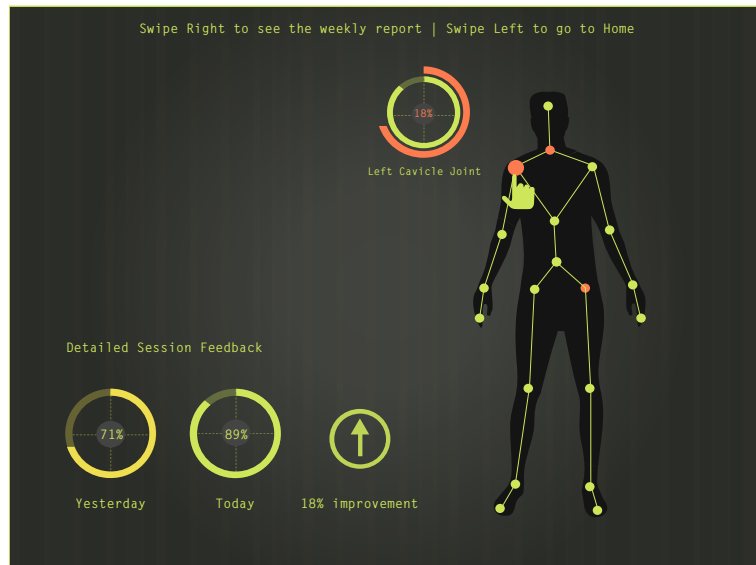 Swipe Right to see the weekly report | Swipe Left to go to Home
18%
Left Cavicle Joint
Detailed Session Feedback
71%
89%
Yesterday
Today
18% improvement